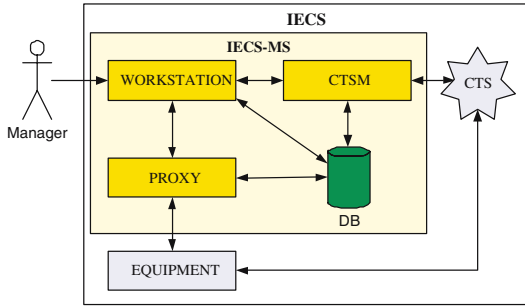 IECS
IECS-MS
WORKSTATION
CTSM
CTS
Manager
PROXY
DB
EQUIPMENT